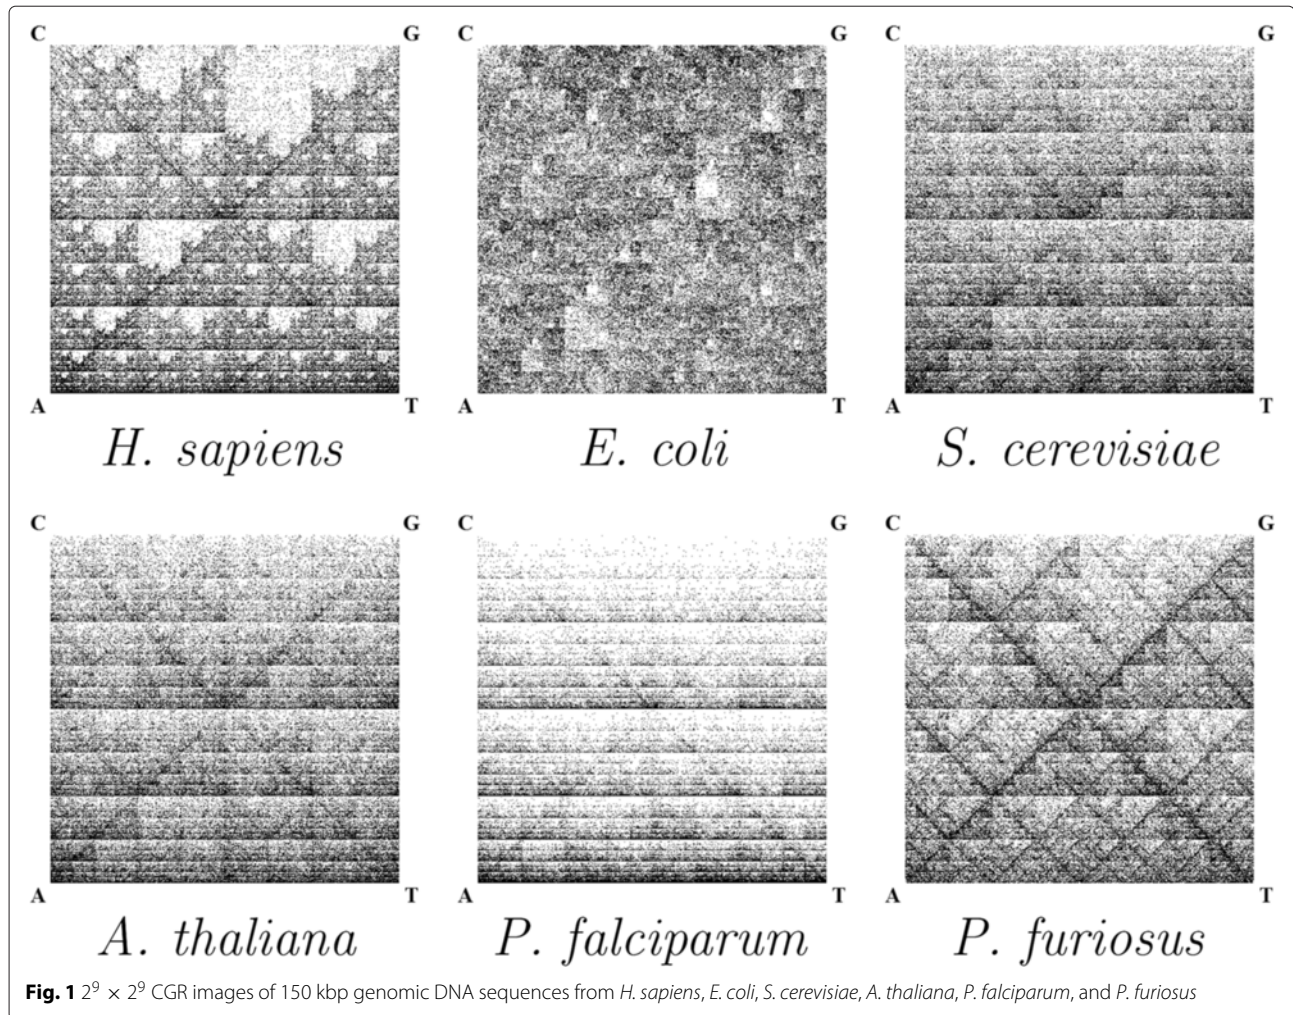 C G C G C G
A T A T A T
H. sapiens E. coli S. cerevisiae
C G C G C G
A T A T A T
A. thaliana P. falciparum P. furiosus
Fig. 1 2⁹ × 2⁹ CGR images of 150 kbp genomic DNA sequences from H. sapiens, E. coli, S. cerevisiae, A. thaliana, P. falciparum, and P. furiosus